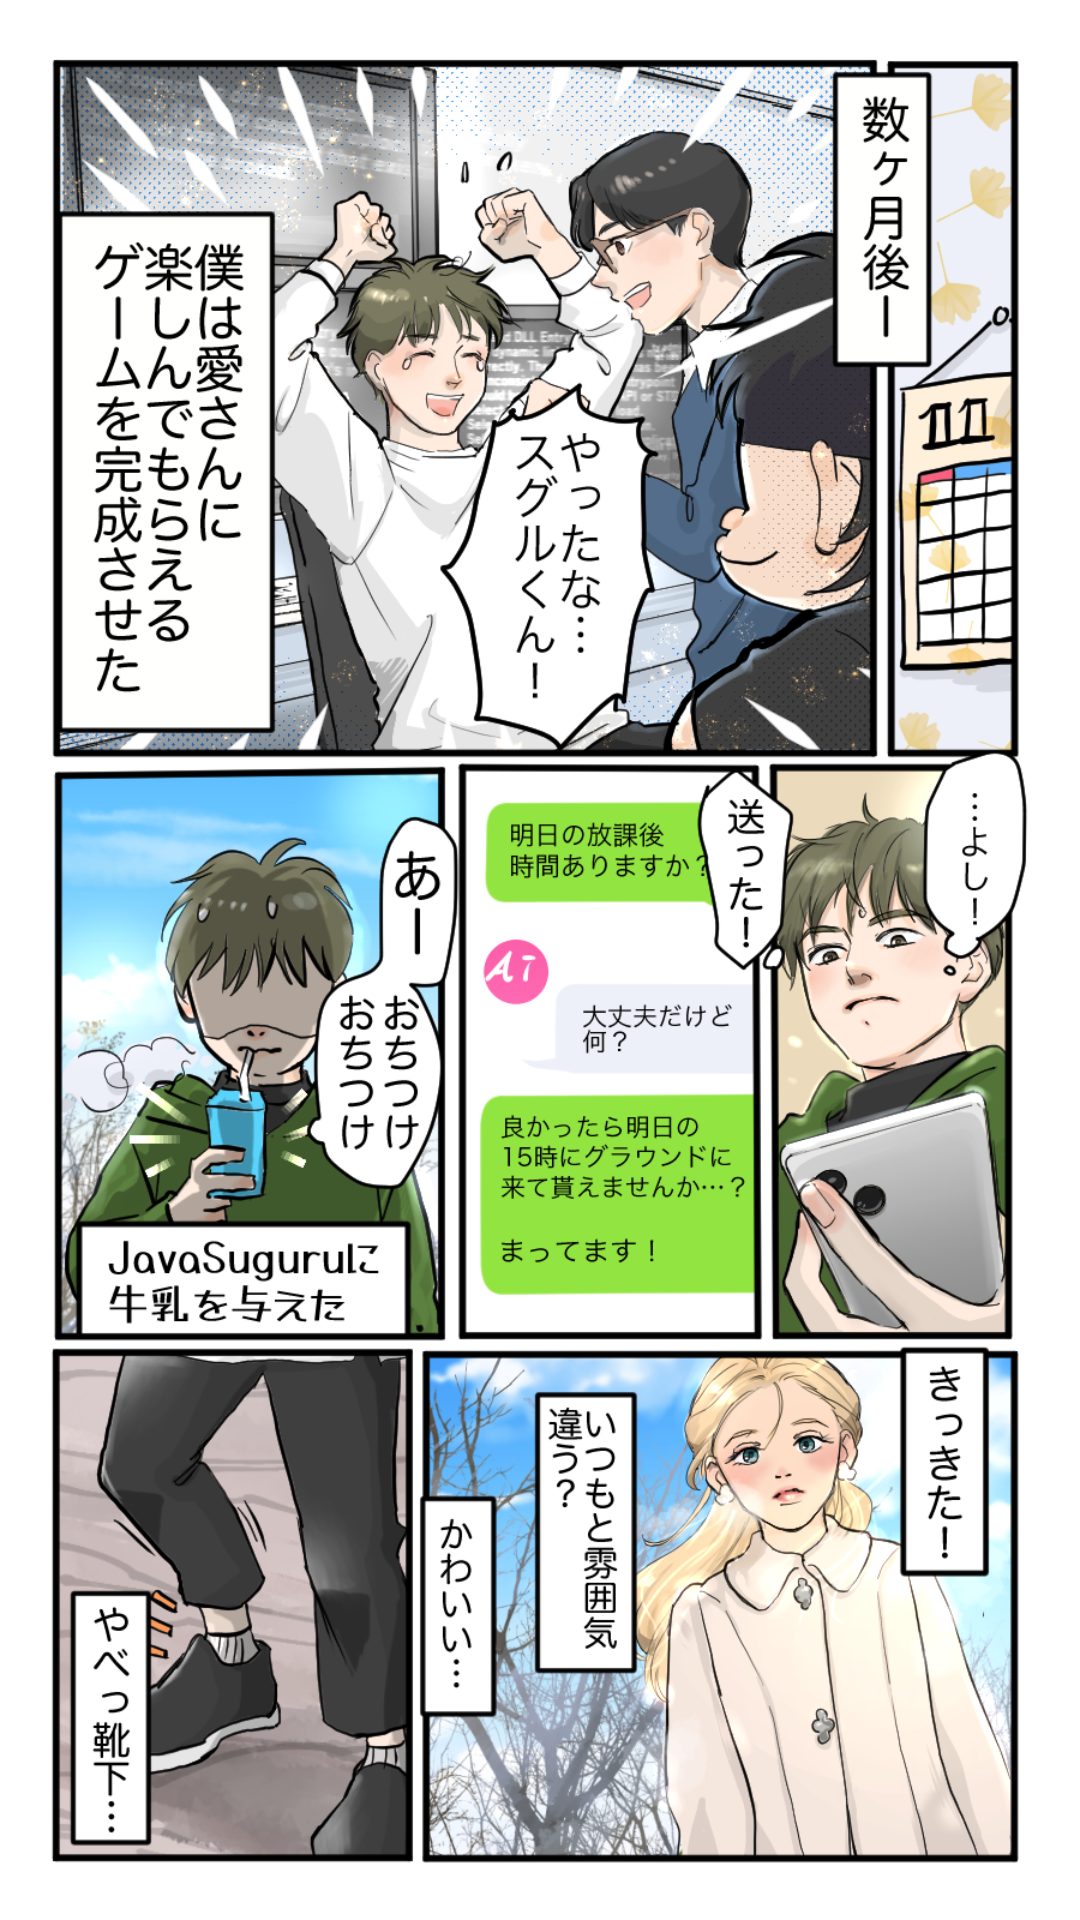 数ヶ月後ー
やったな…
スグルくん！
僕は愛さんに
楽しんでもらえる
ゲームを完成させた
…よし！
送った！
明日の放課後
時間ありますか？
Ai
大丈夫だけど
何？
良かったら明日の
15時にグラウンドに
来て貰えませんか…？
まってます！
あー
おちつけ
おちつけ
JavaSuguruに
牛乳を与えた
きっきた！
いつもと雰囲気
違う？
かわいい…
やべっ靴下…